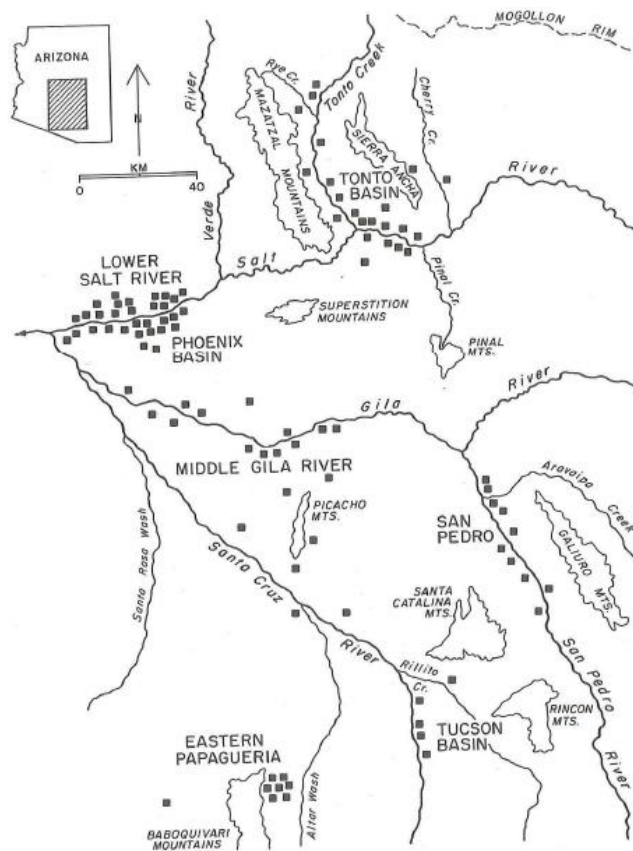 MOGOLLON
RIM
ARIZONA
N
KM
0 40
River
Verde
Rye Cr.
Tonto Creek
Cherry Cr.
MAZATZAL
MOUNTAINS
SIERRA ANCHA
TONTO
BASIN
River
Salt
LOWER
SALT RIVER
PHOENIX
BASIN
SUPERSTITION
MOUNTAINS
Pinal Cr.
PINAL
MTS.
River
Gila
MIDDLE GILA RIVER
Aravaipa
Creek
PICACHO
MTS.
SAN
PEDRO
GALIURO MTS.
Santa Rosa Wash
Santa Cruz
River
SANTA
CATALINA
MTS.
Rillito
Cr.
San Pedro
River
RINCON
MTS.
TUCSON
BASIN
EASTERN
PAPAGUERIA
Altar Wash
BABOQUIVARI
MOUNTAINS